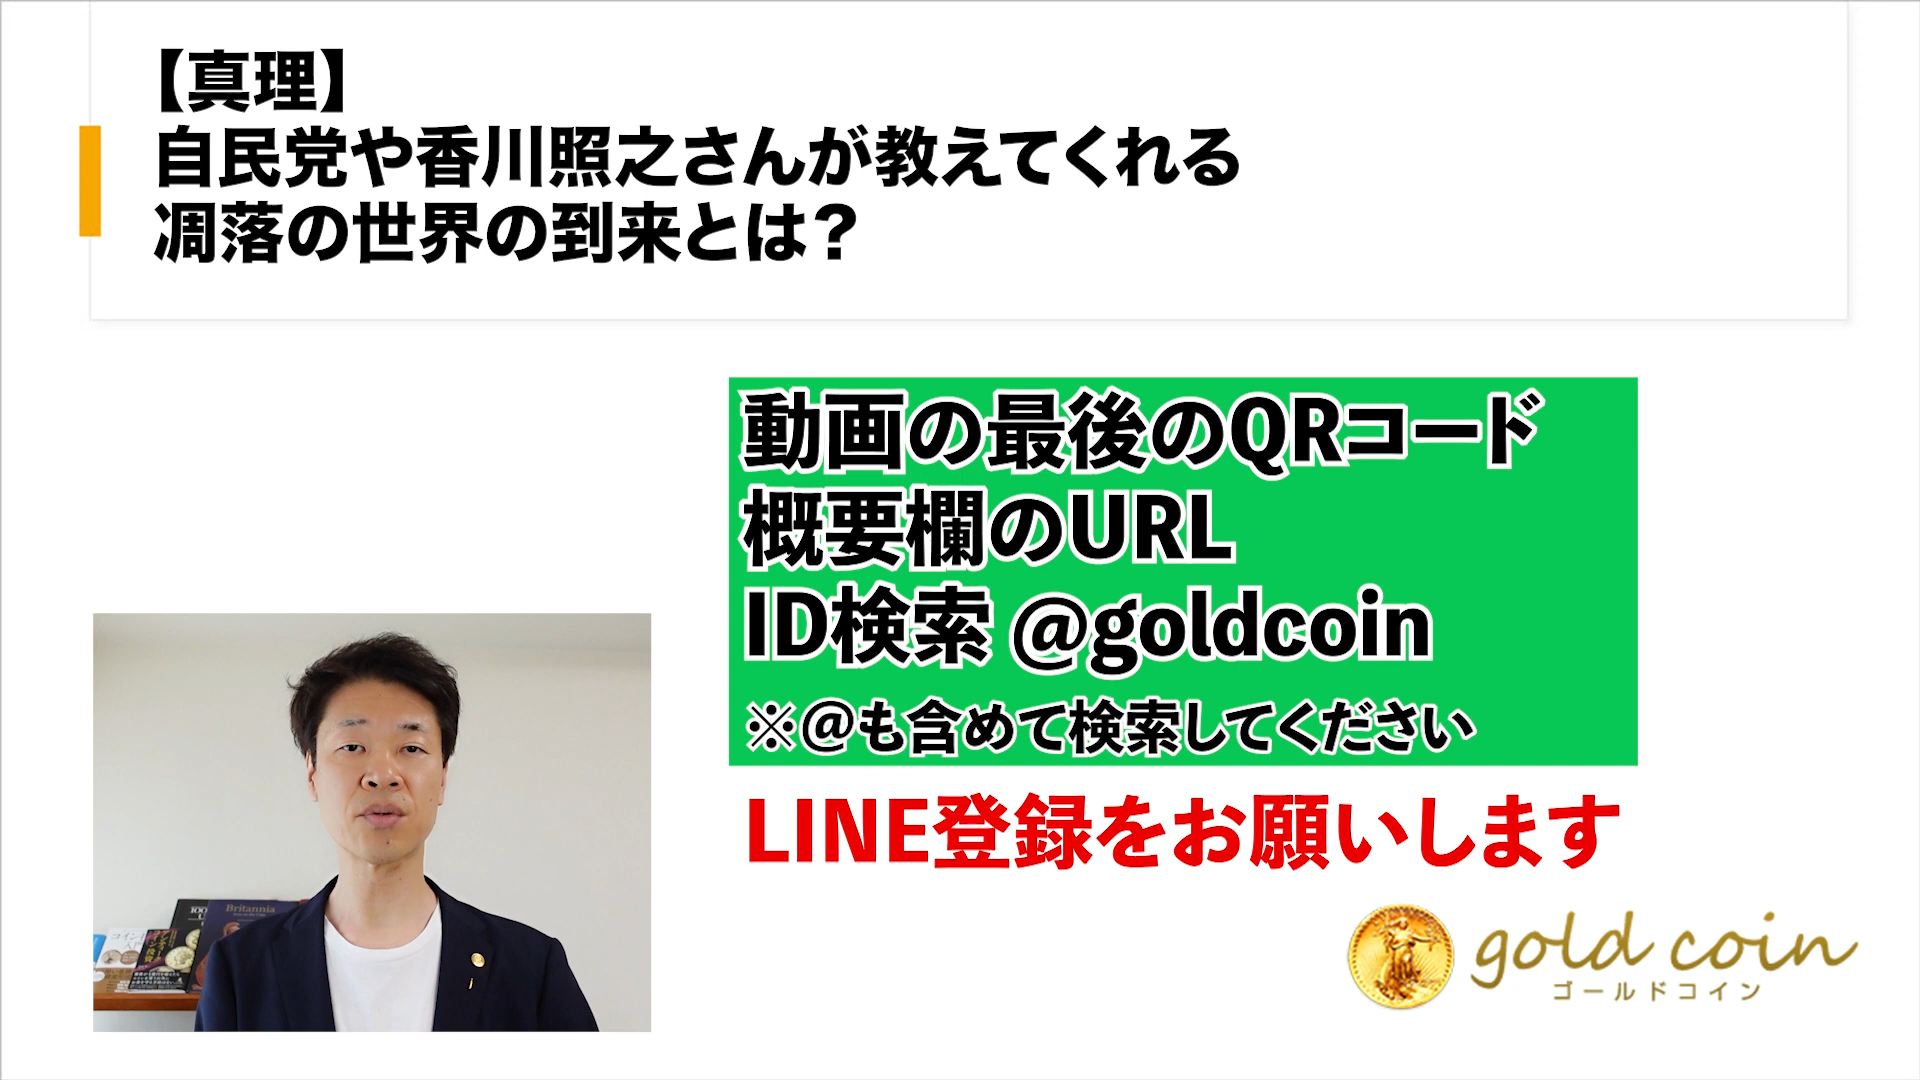 【真理】
自民党や香川照之さんが教えてくれる
凋落の世界の到来とは？
動画の最後のQRコード
概要欄のURL
ID検索 @goldcoin
※@も含めて検索してください
LINE登録をお願いします
gold coin
ゴールドコイン
Britannia